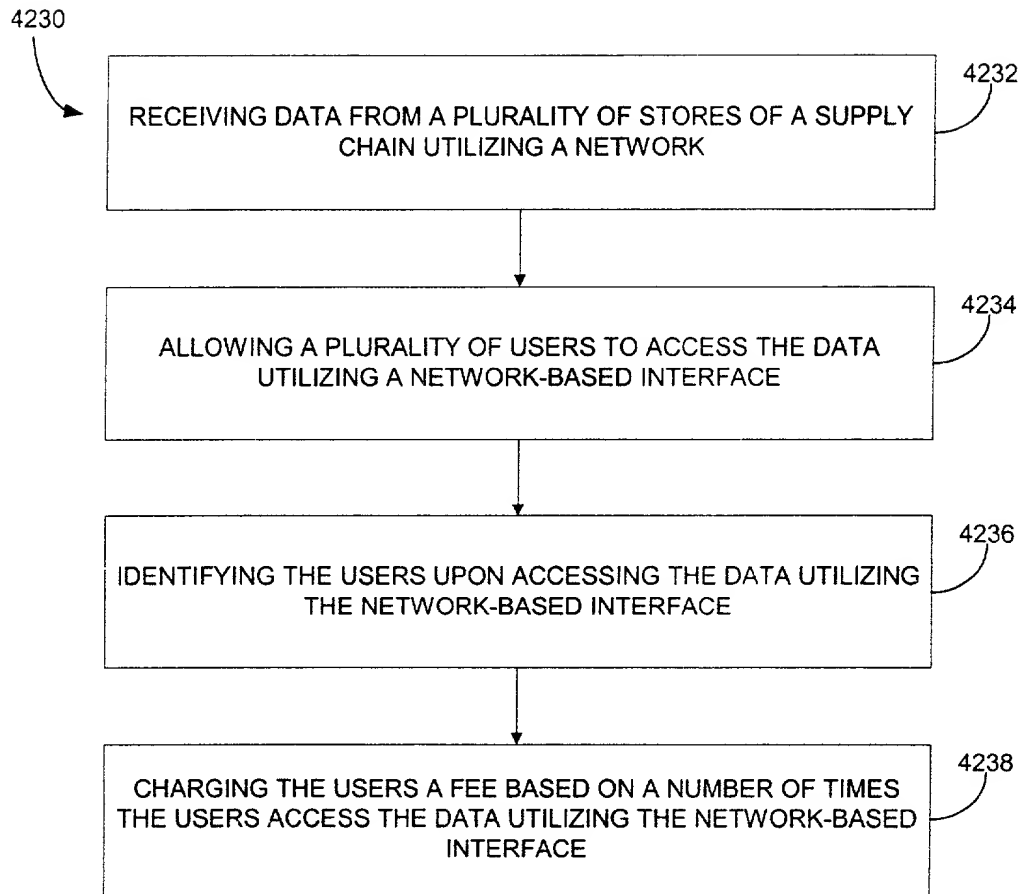 4230
4232
RECEIVING DATA FROM A PLURALITY OF STORES OF A SUPPLY
CHAIN UTILIZING A NETWORK
4234
ALLOWING A PLURALITY OF USERS TO ACCESS THE DATA
UTILIZING A NETWORK-BASED INTERFACE
4236
IDENTIFYING THE USERS UPON ACCESSING THE DATA UTILIZING
THE NETWORK-BASED INTERFACE
4238
CHARGING THE USERS A FEE BASED ON A NUMBER OF TIMES
THE USERS ACCESS THE DATA UTILIZING THE NETWORK-BASED
INTERFACE